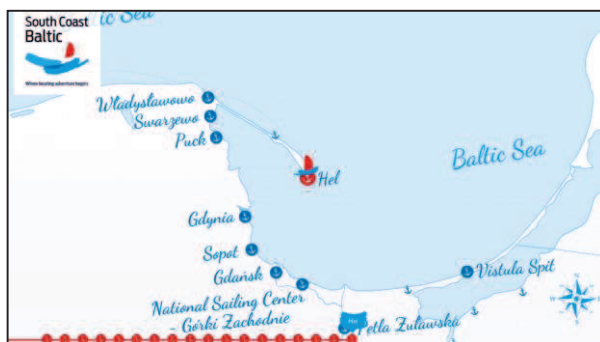 South Coast
Baltic
Where boating adventure begins
tic Sea
Władysławowo
Swarzewo
Puck
Hel
Baltic Sea
Gdynia
Sopot
Gdańsk
Vistula Spit
National Sailing Center
- Górki Zachodnie
Pętla Żuławska
N
W
E
S